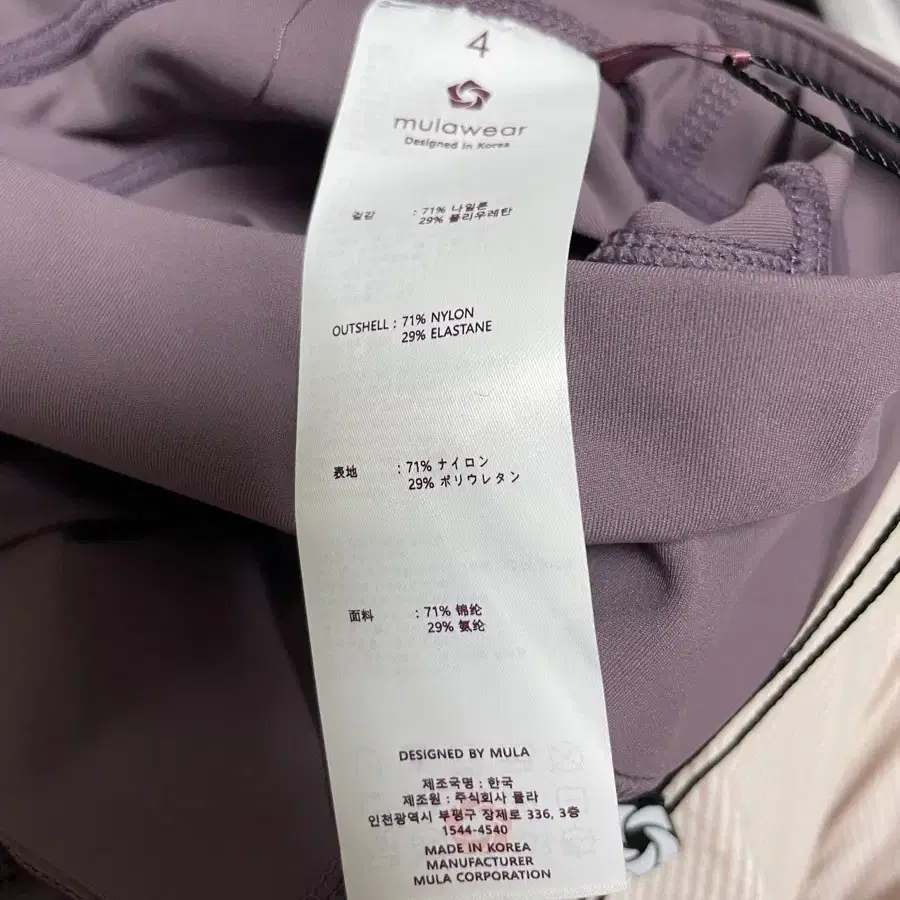 4
mulawear
Designed in Korea
겉감 : 71% 나일론
29% 폴리우레탄
OUTSHELL : 71% NYLON
29% ELASTANE
表地 : 71% ナイロン
29% ポリウレタン
面料 : 71% 锦纶
29% 氨纶
DESIGNED BY MULA
제조국명 : 한국
제조원 : 주식회사 뮬라
인천광역시 부평구 장제로 336, 3층
1544-4540
MADE IN KOREA
MANUFACTURER
MULA CORPORATION